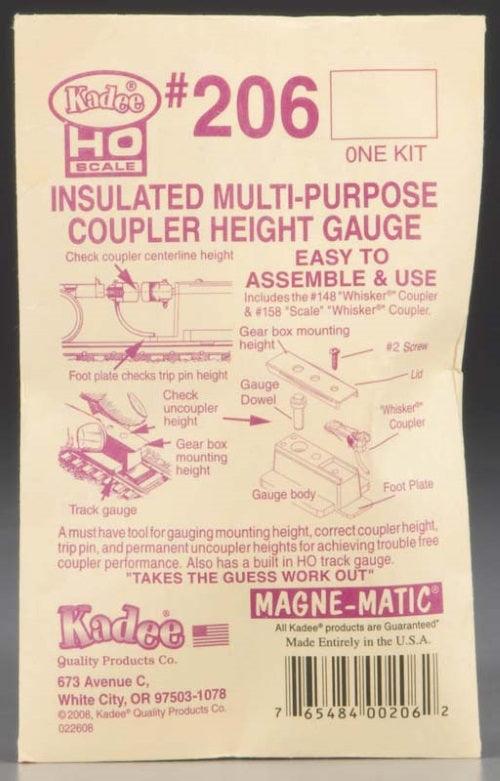 Kadee®
HO
SCALE
#206
ONE KIT
INSULATED MULTI-PURPOSE
COUPLER HEIGHT GAUGE
Check coupler centerline height
EASY TO
ASSEMBLE & USE
Includes the #148 "Whisker®" Coupler
& #158 "Scale" "Whisker®" Coupler.
Foot plate checks trip pin height
Gear box mounting
height
#2 Screw
Lid
Gauge
Dowel
"Whisker®"
Coupler
Check
uncoupler
height
Gear box
mounting
height
Track gauge
Gauge body
Foot Plate
A must have tool for gauging mounting height, correct coupler height,
trip pin, and permanent uncoupler heights for achieving trouble free
coupler performance. Also has a built in HO track gauge.
"TAKES THE GUESS WORK OUT"
Kadee®
Quality Products Co.
673 Avenue C,
White City, OR 97503-1078
©2008, Kadee® Quality Products Co.
022608
MAGNE-MATIC®
All Kadee® products are Guaranteed"
Made Entirely in the U.S.A.
7 65484 00206 2